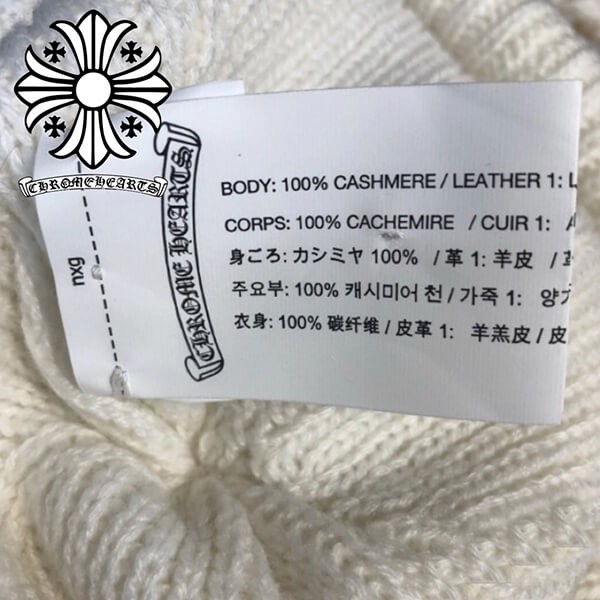 CHROMEHEARTS
CHROME HEARTS
nxg
BODY: 100% CASHMERE / LEATHER 1: L
CORPS: 100% CACHEMIRE / CUIR 1: A
身ごろ: カシミヤ 100% / 革 1: 羊皮 /
주요부: 100% 캐시미어 천 / 가죽 1: 양
衣身: 100% 碳纤维 / 皮革 1: 羊羔皮 / 皮